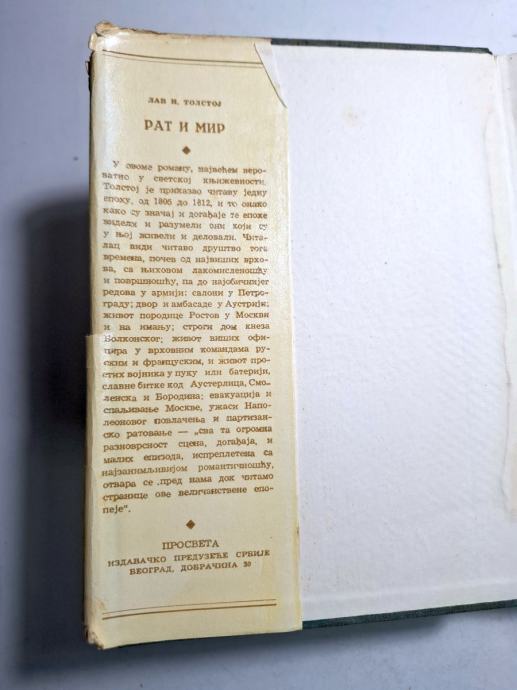 ЛАВ Н. ТОЛСТОЈ
РАТ И МИР
У овоме роману, највећем веро-
ватно у светској књижевности,
Толстој је приказао читаву једну
епоху, од 1805 до 1812, и то онако
како су значај и догађаје те епохе
видели и разумели они који су
у њој живели и деловали. Чита-
лац види читаво друштво тога
времена, почев од највиших врхо-
ва, са њиховом лакомисленошћу
и површношћу, па до најобичнијег
редова у армији: салони у Петро-
граду; двор и амбасаде у Аустрији;
живот породице Ростов у Москви
и на имању; строги дом кнеза
Болконског; живот виших офи-
цира у врховним командама ру-
ским и француским, и живот про-
стих војника у пуку или батерији,
славне битке код Аустерлица, Смо-
ленска и Бородина; евакуација и
спаљивање Москве, ужаси Напо-
леоновог повлачења и партизан-
ско ратовање — „сва та огромна
разноврсност сцена, догађаја, и
малих епизода, испреплетена са
најзанимљивијом романтичношћу,
отвара се пред нама док читамо
странице ове величанствене епо-
пеје“.
ПРОСВЕТА
ИЗДАВАЧКО ПРЕДУЗЕЋЕ СРБИЈЕ
БЕОГРАД, ДОБРАЧИНА 30